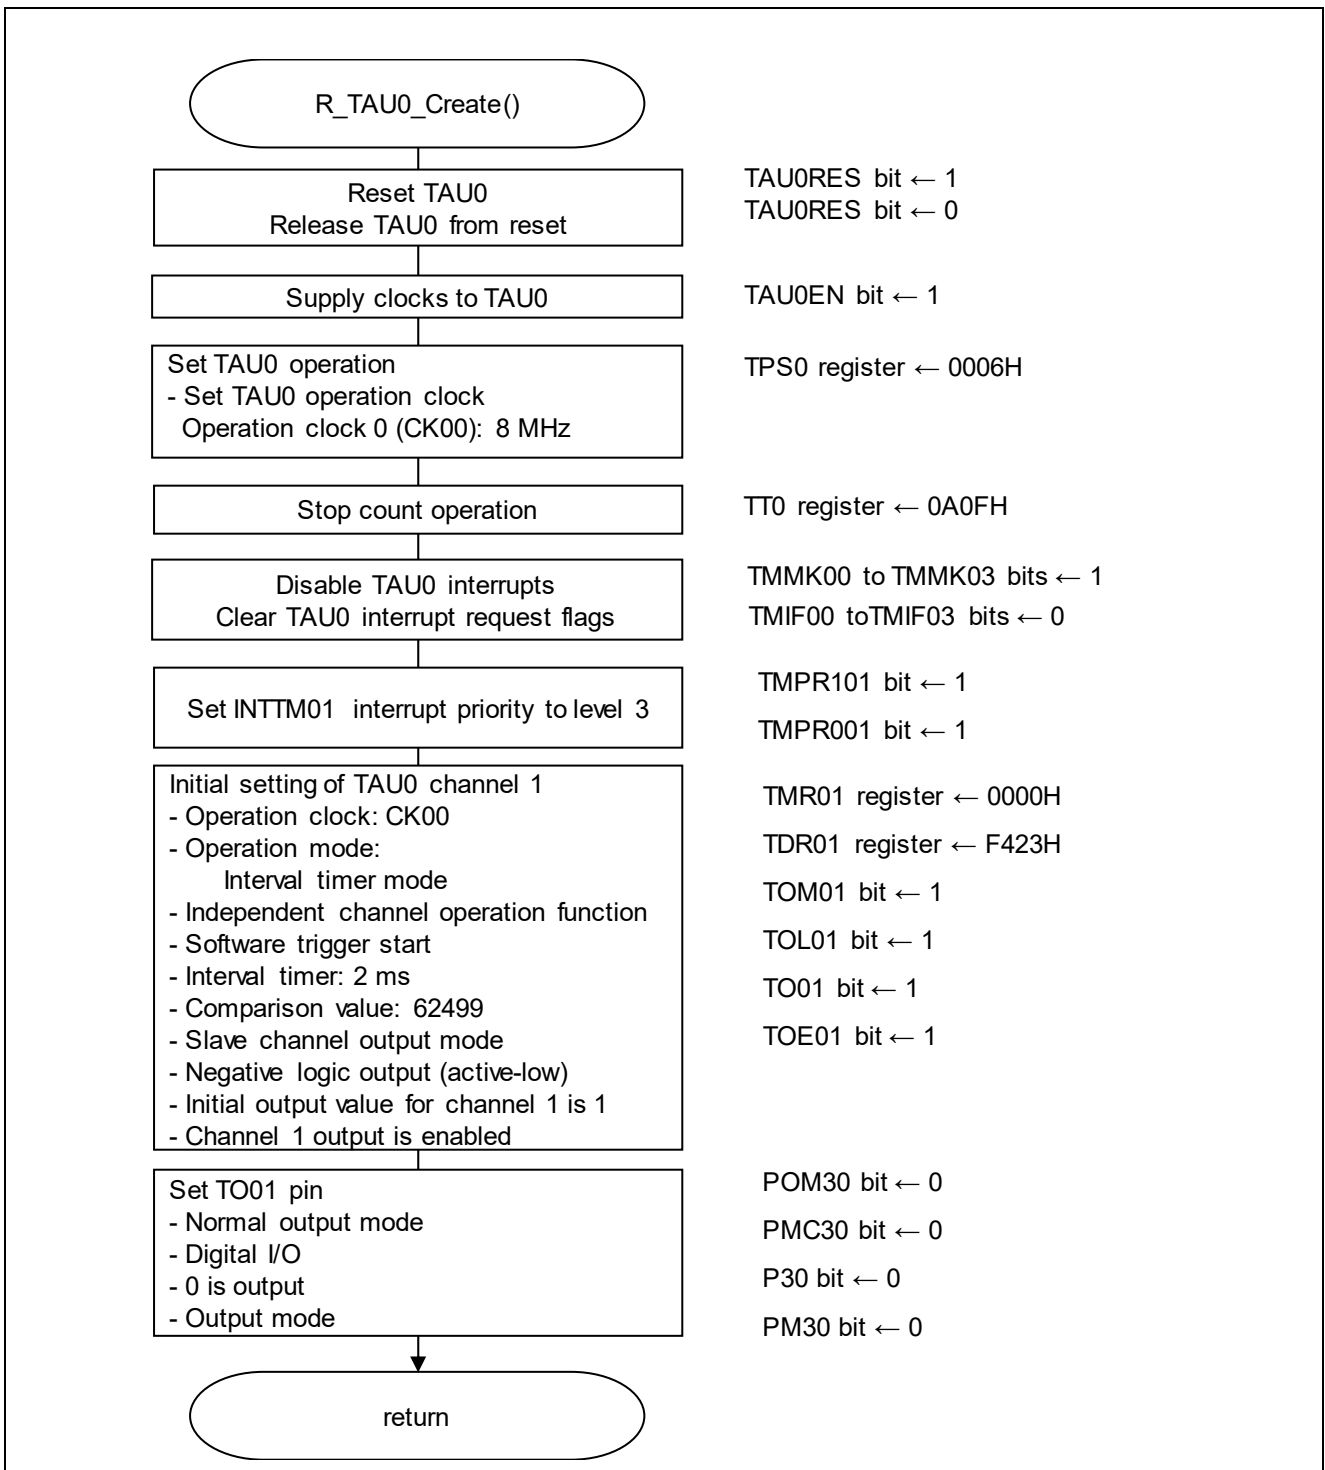 R_TAU0_Create()
Reset TAU0
Release TAU0 from reset
TAU0RES bit ← 1
TAU0RES bit ← 0
Supply clocks to TAU0
TAU0EN bit ← 1
Set TAU0 operation
- Set TAU0 operation clock
Operation clock 0 (CK00): 8 MHz
TPS0 register ← 0006H
Stop count operation
TT0 register ← 0A0FH
Disable TAU0 interrupts
Clear TAU0 interrupt request flags
TMMK00 to TMMK03 bits ← 1
TMIF00 toTMIF03 bits ← 0
Set INTTM01 interrupt priority to level 3
TMPR101 bit ← 1
TMPR001 bit ← 1
Initial setting of TAU0 channel 1
- Operation clock: CK00
- Operation mode:
Interval timer mode
- Independent channel operation function
- Software trigger start
- Interval timer: 2 ms
- Comparison value: 62499
- Slave channel output mode
- Negative logic output (active-low)
- Initial output value for channel 1 is 1
- Channel 1 output is enabled
TMR01 register ← 0000H
TDR01 register ← F423H
TOM01 bit ← 1
TOL01 bit ← 1
TO01 bit ← 1
TOE01 bit ← 1
Set TO01 pin
- Normal output mode
- Digital I/O
- 0 is output
- Output mode
POM30 bit ← 0
PMC30 bit ← 0
P30 bit ← 0
PM30 bit ← 0
return